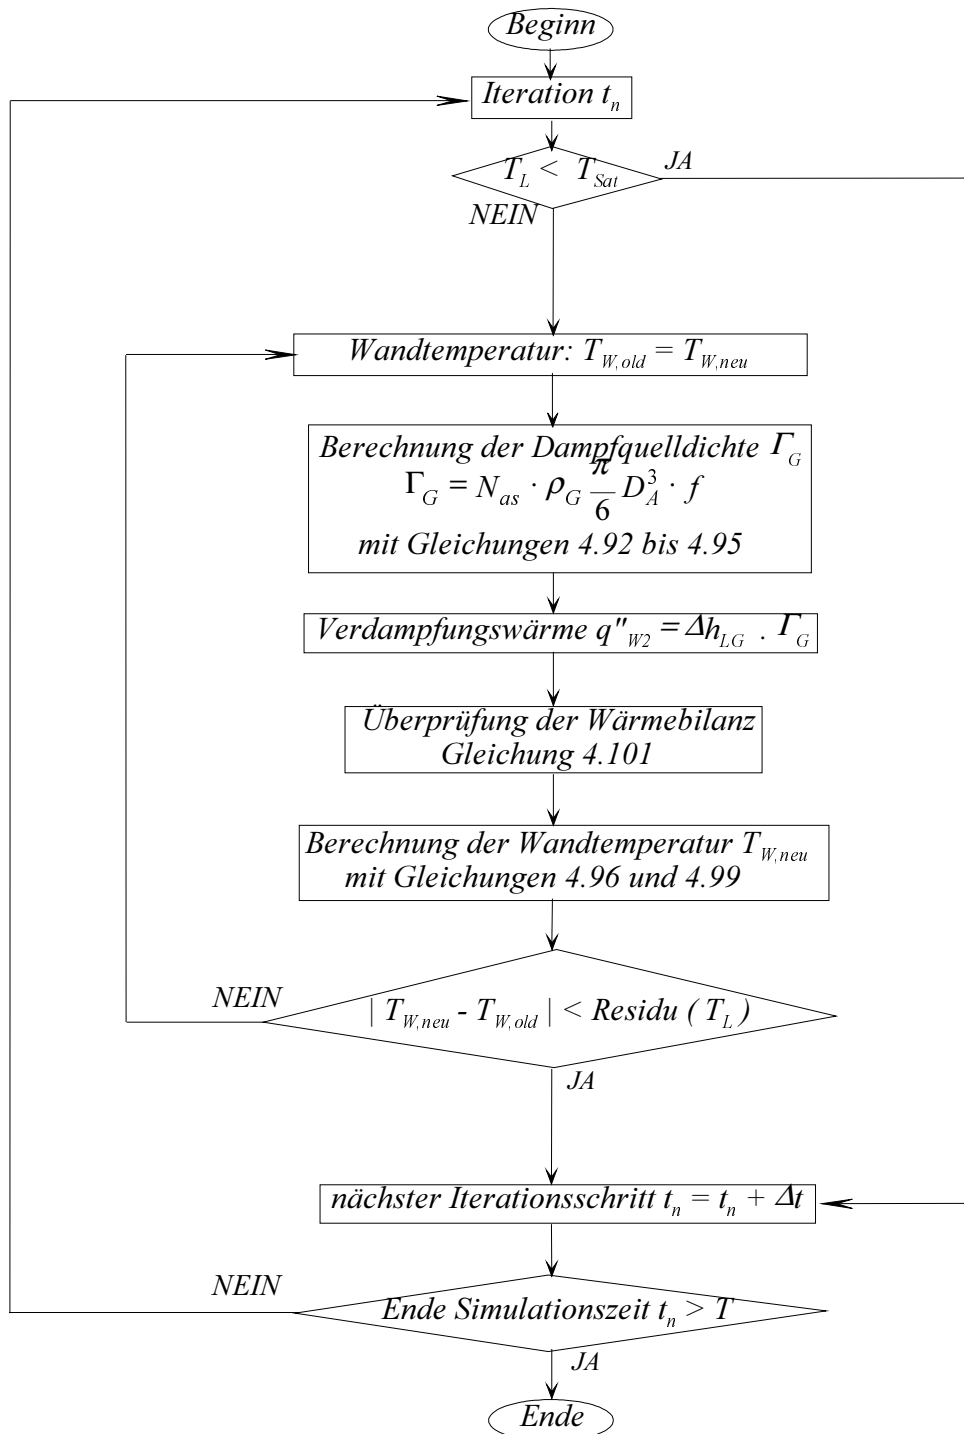 Beginn
Iteration t_n
T_L < T_Sat
JA
NEIN
Wandtemperatur: T_W,old = T_W,neu
Berechnung der Dampfquelldichte Γ_G
Γ_G = N_as · ρ_G π/6 D_A^3 · f
mit Gleichungen 4.92 bis 4.95
Verdampfungswärme q"_W2 = Δh_LG . Γ_G
Überprüfung der Wärmebilanz
Gleichung 4.101
Berechnung der Wandtemperatur T_W,neu
mit Gleichungen 4.96 und 4.99
NEIN
| T_W,neu - T_W,old | < Residu ( T_L )
JA
nächster Iterationsschritt t_n = t_n + Δt
NEIN
Ende Simulationszeit t_n > T
JA
Ende